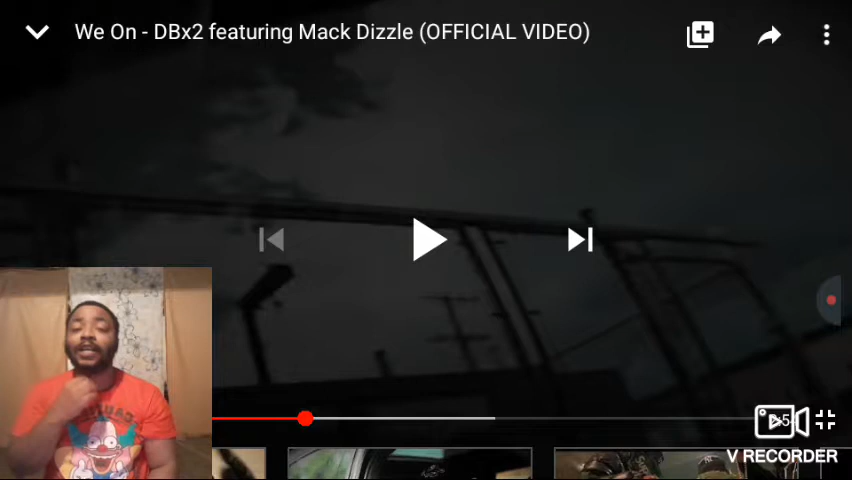 We On - DBx2 featuring Mack Dizzle (OFFICIAL VIDEO)
V RECORDER